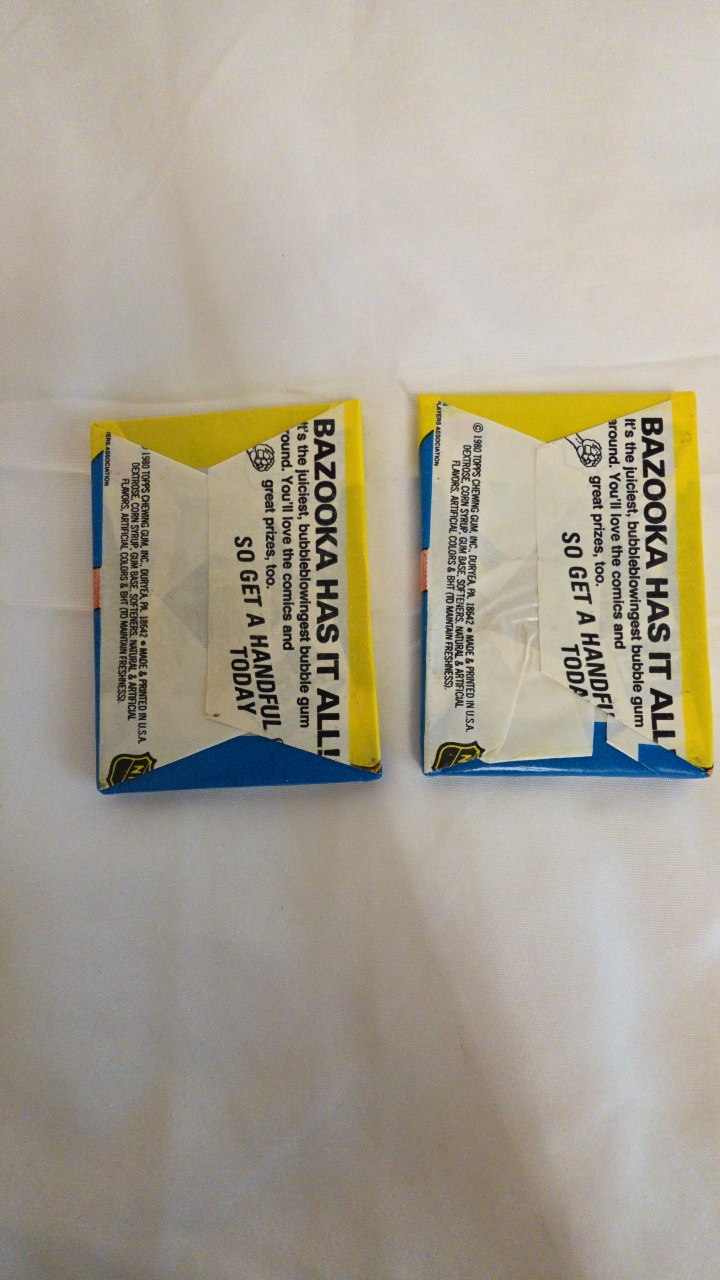 BAZOOKA HAS IT ALL!
It's the juiciest, bubbleblowingest bubble gum
round. You'll love the comics and
great prizes, too.
SO GET A HANDFUL
TODAY
1980 TOPPS CHEWING GUM, INC., DURYEA, PA. 18642 • MADE & PRINTED IN U.S.A.
DEXTROSE, CORN SYRUP, GUM BASE, SOFTENERS, NATURAL & ARTIFICIAL
FLAVORS, ARTIFICIAL COLORS & BHT (TO MAINTAIN FRESHNESS).
ERS ASSOCIATION
N
BAZOOKA HAS IT ALL!
It's the juiciest, bubbleblowingest bubble gum
around. You'll love the comics and
great prizes, too.
SO GET A HANDFU
TODA
© 1980 TOPPS CHEWING GUM, INC., DURYEA, PA. 18642 • MADE & PRINTED IN U.S.A.
DEXTROSE, CORN SYRUP, GUM BASE, SOFTENERS, NATURAL & ARTIFICIAL
FLAVORS, ARTIFICIAL COLORS & BHT (TO MAINTAIN FRESHNESS).
LAYERS ASSOCIATION